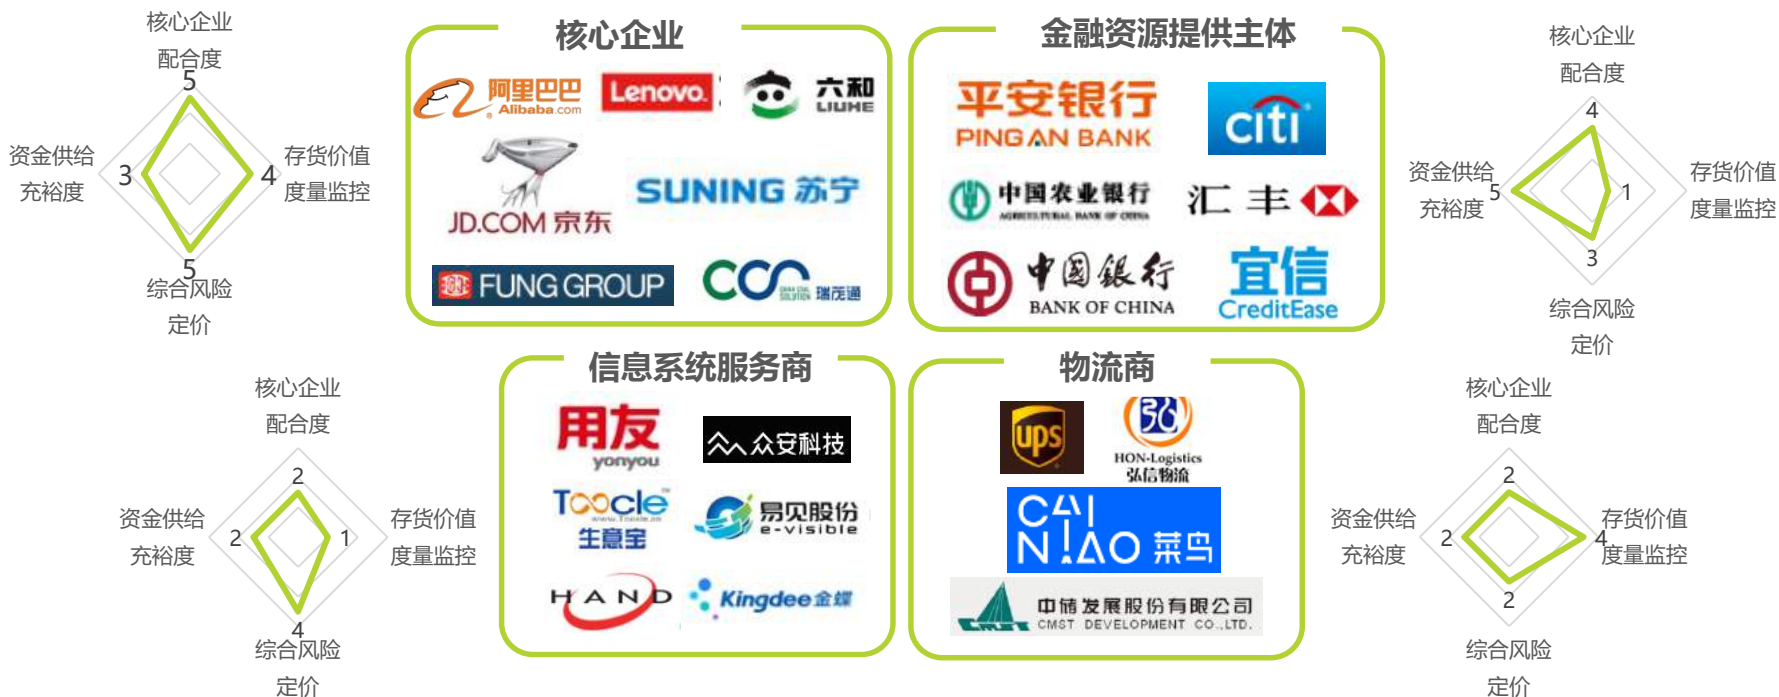 核心企业
配合度
5
资金供给
充裕度
3
4
存货价值
度量监控
5
综合风险
定价
核心企业
阿里巴巴
Alibaba.com
Lenovo.
六和
LIUHE
JD.COM 京东
SUNING 苏宁
FUNG GROUP
CHINA COAL
SOLUTION
瑞茂通
金融资源提供主体
平安银行
PING AN BANK
citi
中国农业银行
AGRICULTURAL BANK OF CHINA
汇丰
中国银行
BANK OF CHINA
宜信
CreditEase
核心企业
配合度
4
资金供给
充裕度
5
1
存货价值
度量监控
3
综合风险
定价
核心企业
配合度
2
资金供给
充裕度
2
1
存货价值
度量监控
4
综合风险
定价
信息系统服务商
用友
yonyou
众安科技
Toocle
www.Toocle.cn
生意宝
易见股份
e-visible
HAND
Kingdee金蝶
物流商
ups
弘
HON-Logistics
弘信物流
CAI
NIAO 菜鸟
中储发展股份有限公司
CMST DEVELOPMENT CO.,LTD.
核心企业
配合度
2
资金供给
充裕度
2
4
存货价值
度量监控
2
综合风险
定价